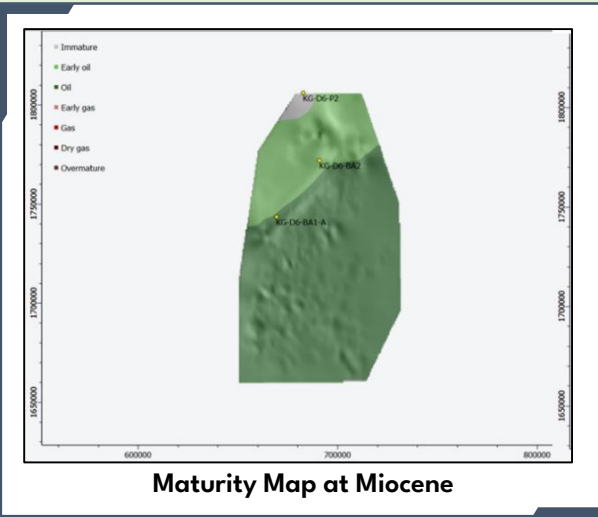 Immature
Early oil
Oil
Early gas
Gas
Dry gas
Overmature
1800000
1750000
1700000
1650000
KG-D6-P2
KG-D6-BA2
KG-D6-BA1-A
1800000
1750000
1700000
1650000
600000
700000
800000
Maturity Map at Miocene